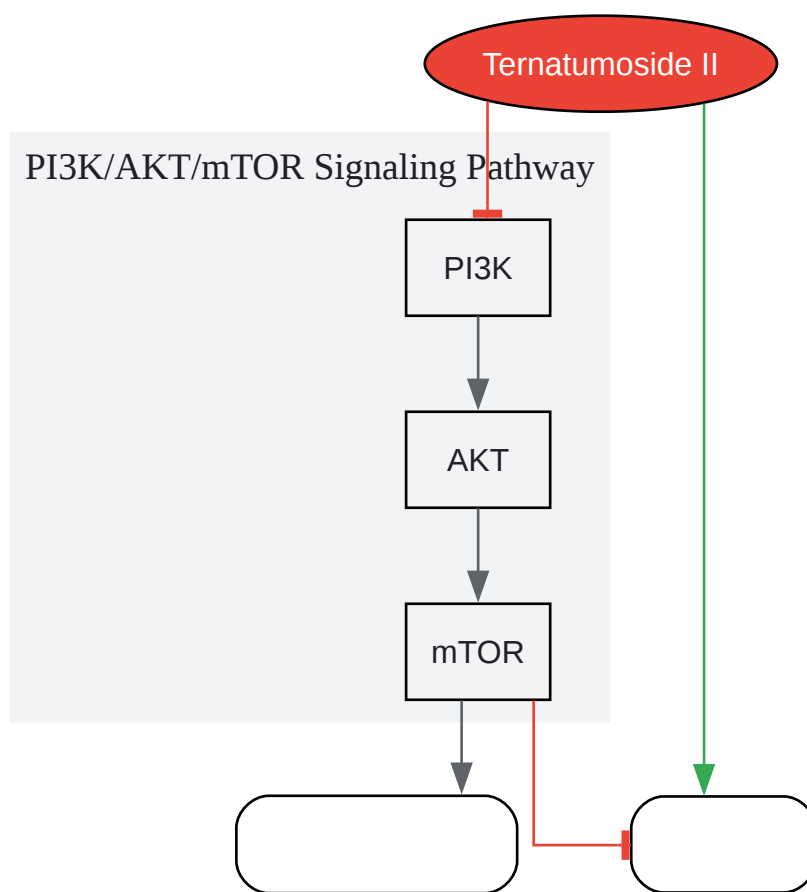 Ternatumoside II
PI3K/AKT/mTOR Signaling Pathway
PI3K
AKT
mTOR